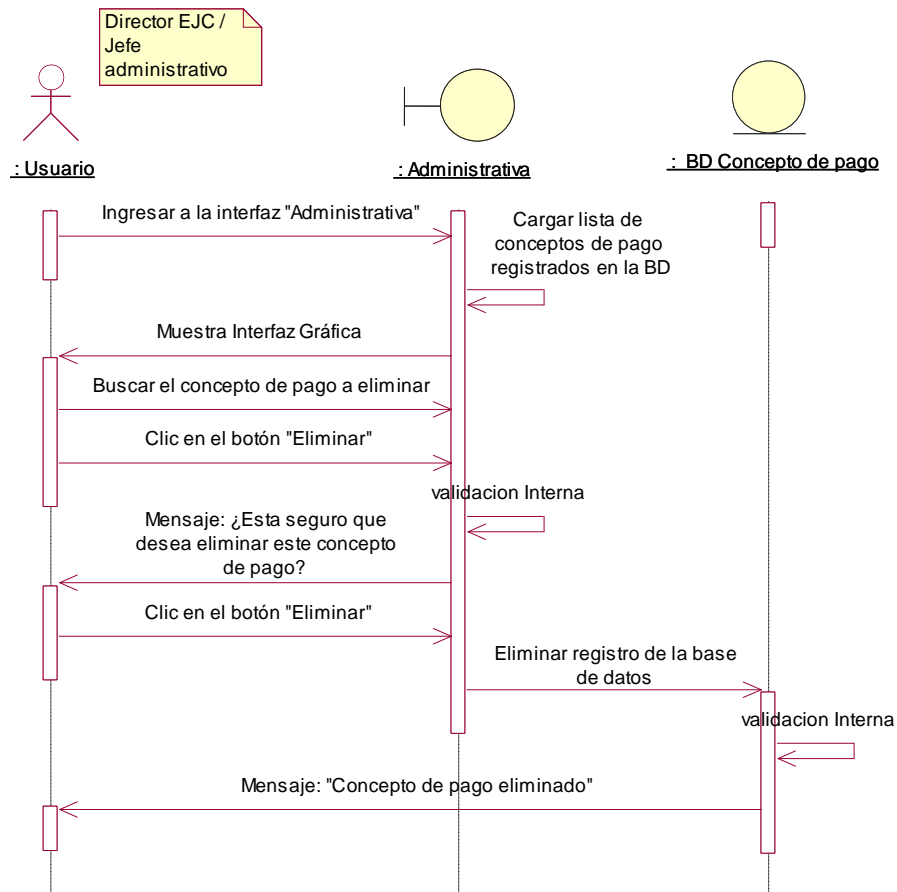 Director EJC /
Jefe
administrativo
: Usuario
: Administrativa
: BD Concepto de pago
Ingresar a la interfaz "Administrativa"
Cargar lista de
conceptos de pago
registrados en la BD
Muestra Interfaz Gráfica
Buscar el concepto de pago a eliminar
Clic en el botón "Eliminar"
validacion Interna
Mensaje: ¿Esta seguro que
desea eliminar este concepto
de pago?
Clic en el botón "Eliminar"
Eliminar registro de la base
de datos
validacion Interna
Mensaje: "Concepto de pago eliminado"